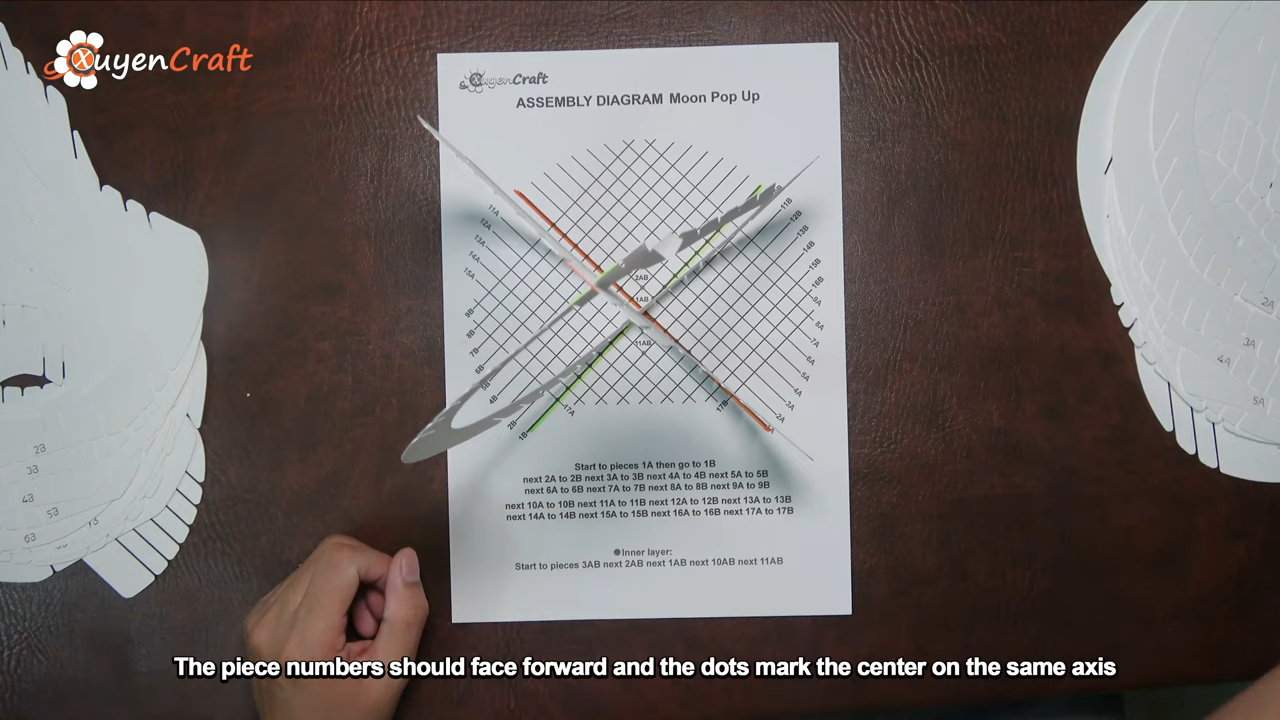 XuyenCraft
XuyenCraft
ASSEMBLY DIAGRAM Moon Pop Up
11A
12A
13A
14A
15A
9B
8B
7B
6B
5B
4B
2B
1B
17A
2AB
1AB
11AB
11B
12B
13B
14B
15B
16B
9A
8A
7A
6A
5A
4A
3A
2A
17B
Start to pieces 1A then go to 1B
next 2A to 2B next 3A to 3B next 4A to 4B next 5A to 5B
next 6A to 6B next 7A to 7B next 8A to 8B next 9A to 9B
next 10A to 10B next 11A to 11B next 12A to 12B next 13A to 13B
next 14A to 14B next 15A to 15B next 16A to 16B next 17A to 17B
Inner layer:
Start to pieces 3AB next 2AB next 1AB next 10AB next 11AB
2B
3B
4B
5B
6B
2A
3A
4A
5A
The piece numbers should face forward and the dots mark the center on the same axis